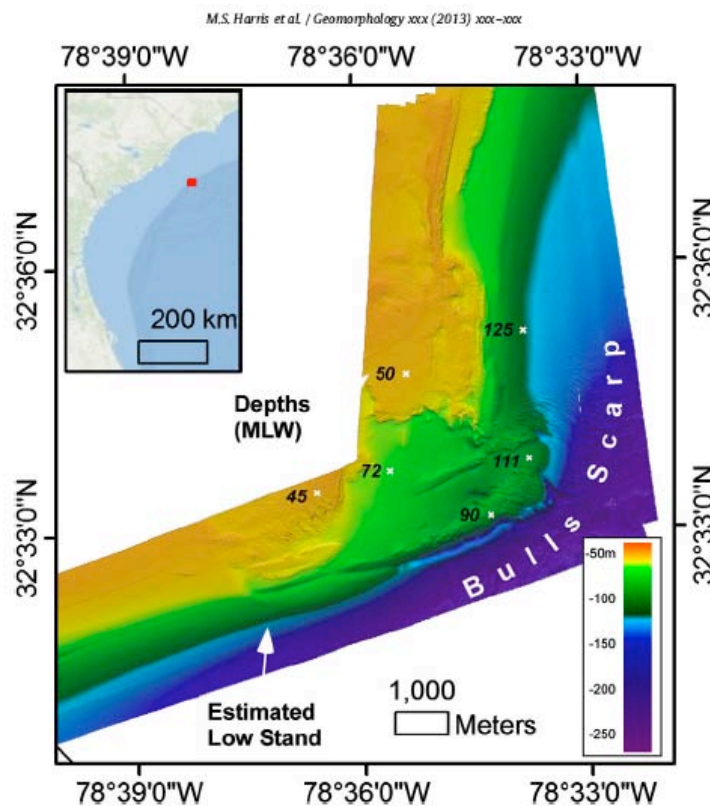 M.S. Harris et al. / Geomorphology xxx (2013) xxx–xxx
78°39'0"W 78°36'0"W 78°33'0"W
32°36'0"N
32°36'0"N
200 km
125
50
Depths
(MLW)
72
111
45
90
32°33'0"N
32°33'0"N
Bulls Scarp
-50m
-100
-150
-200
-250
1,000
Meters
Estimated
Low Stand
78°39'0"W 78°36'0"W 78°33'0"W